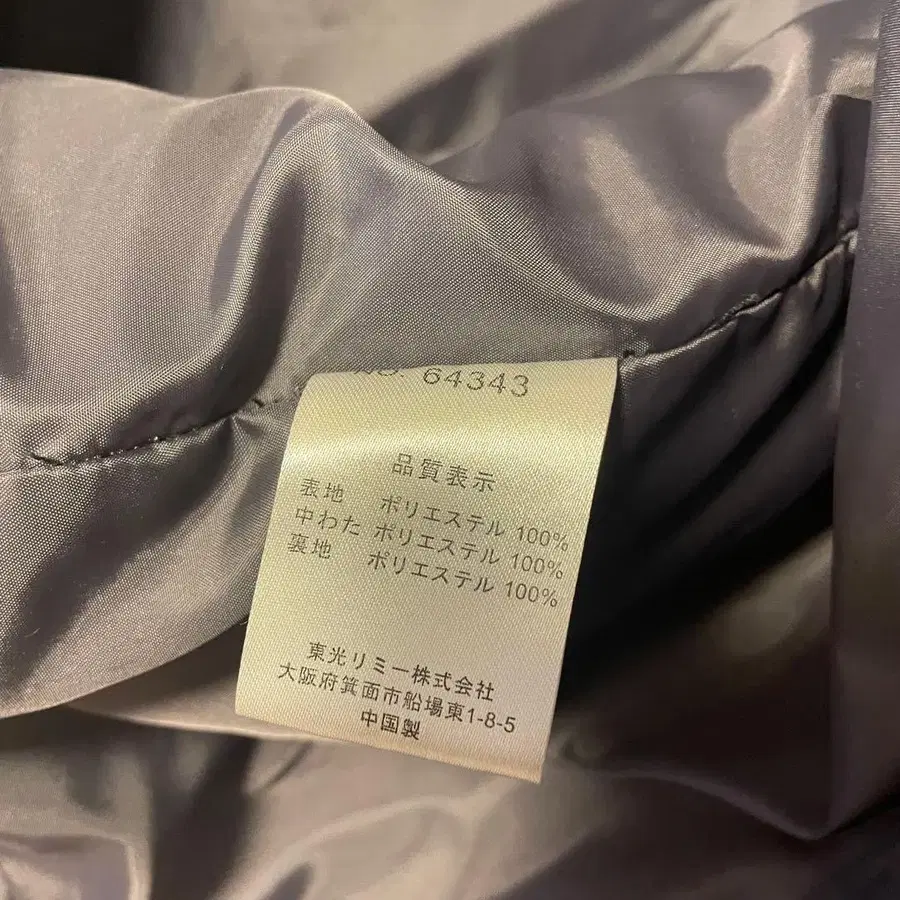 NO. 64343
品質表示
表地 ポリエステル 100%
中わた ポリエステル 100%
裏地 ポリエステル 100%
東光リミー株式会社
大阪府箕面市船場東1-8-5
中国製